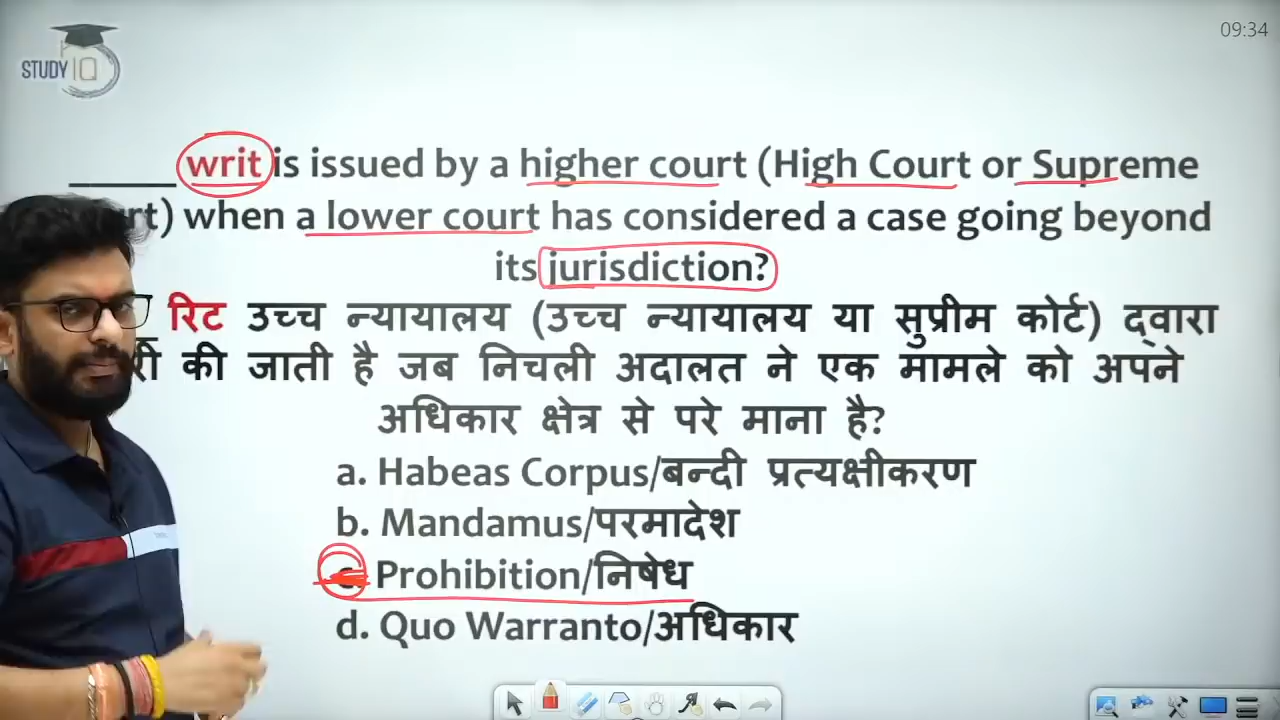 09:34
STUDY IQ
_____ writ is issued by a higher court (High Court or Supreme
rt) when a lower court has considered a case going beyond
its jurisdiction?
रिट उच्च न्यायालय (उच्च न्यायालय या सुप्रीम कोर्ट) द्वारा
री की जाती है जब निचली अदालत ने एक मामले को अपने
अधिकार क्षेत्र से परे माना है?
a. Habeas Corpus/बन्दी प्रत्यक्षीकरण
b. Mandamus/परमादेश
c. Prohibition/निषेध
d. Quo Warranto/अधिकार